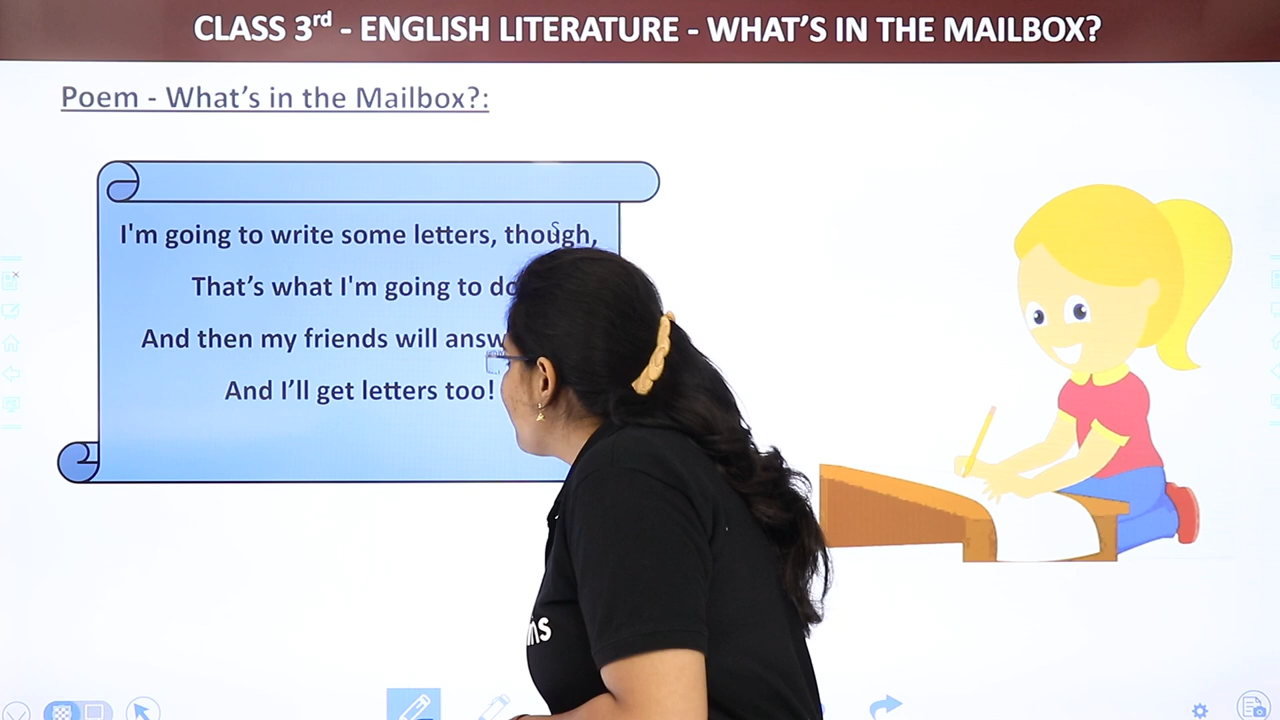 CLASS 3rd - ENGLISH LITERATURE - WHAT'S IN THE MAILBOX?
Poem - What's in the Mailbox?:
I'm going to write some letters, though,
That's what I'm going to do
And then my friends will
And I'll get letters too!